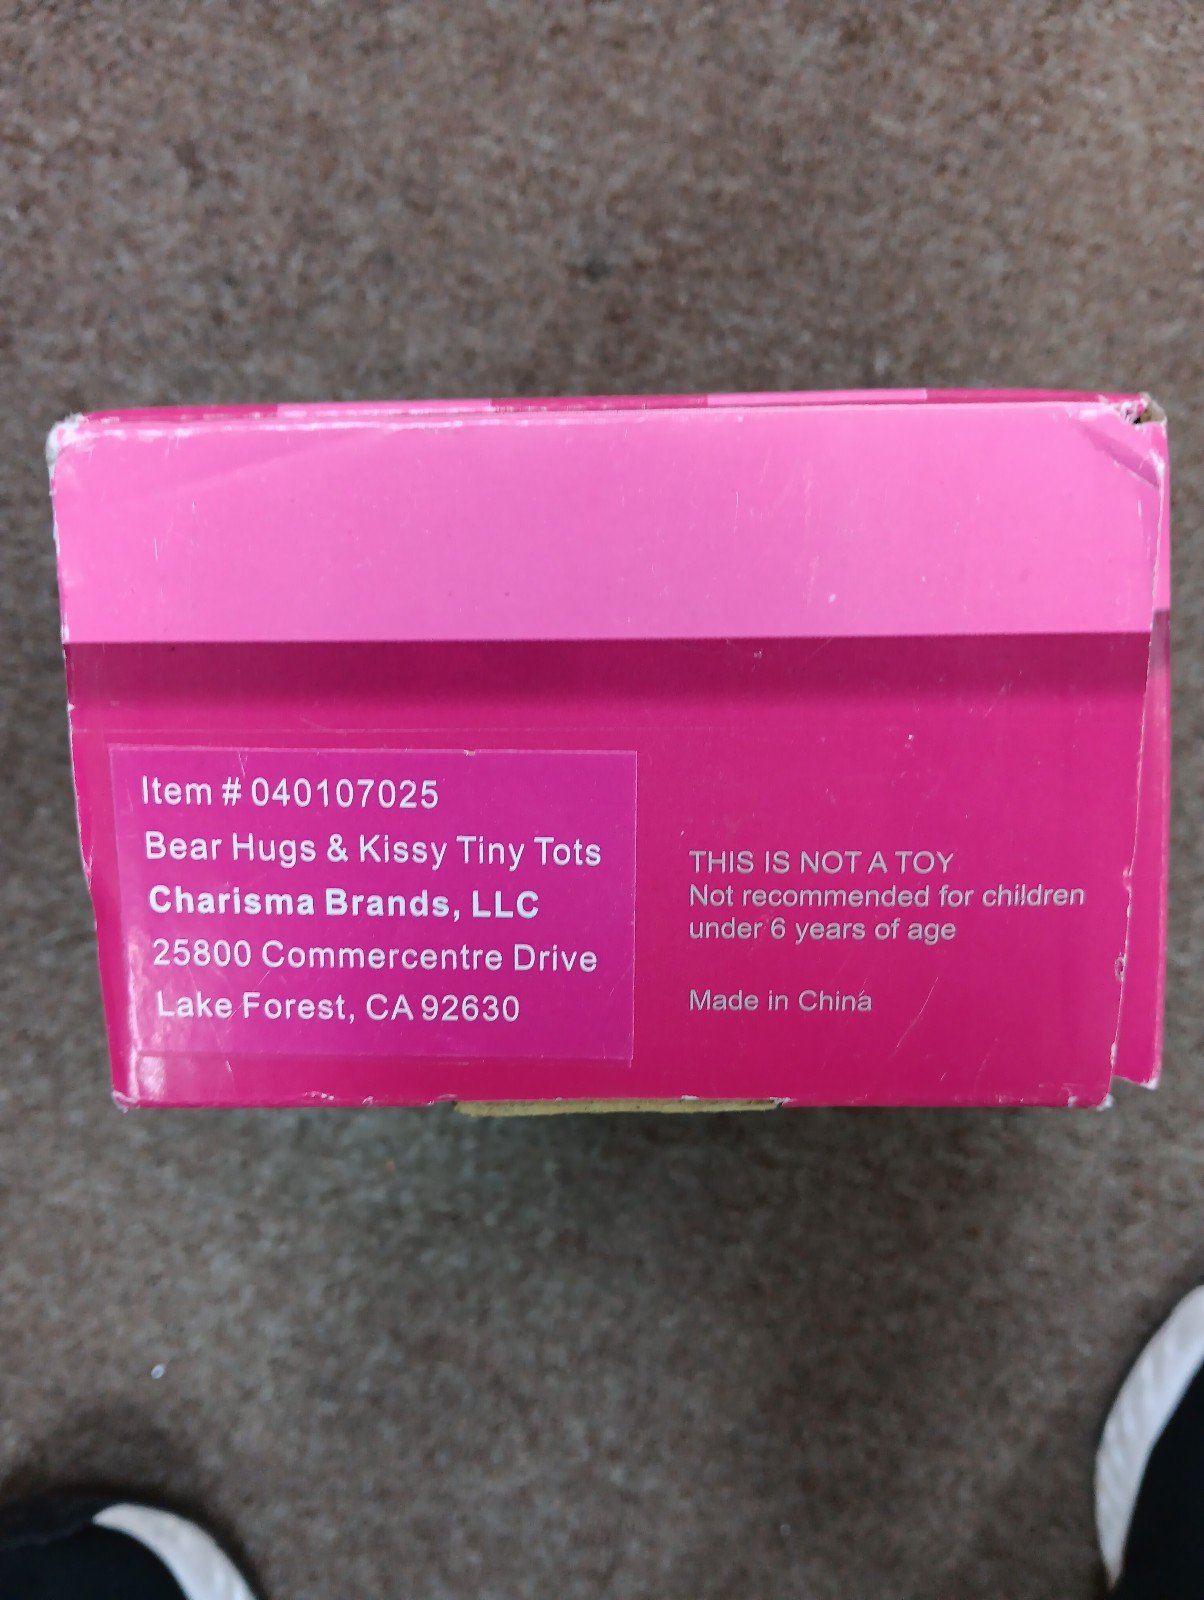 Item # 040107025
Bear Hugs & Kissy Tiny Tots
Charisma Brands, LLC
25800 Commercentre Drive
Lake Forest, CA 92630
THIS IS NOT A TOY
Not recommended for children
under 6 years of age
Made in China